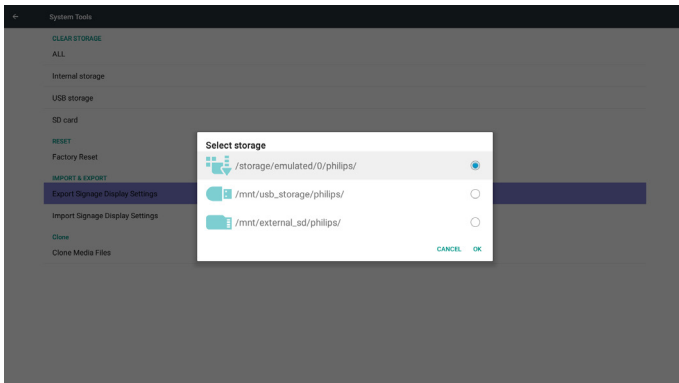 System Tools
CLEAR STORAGE
ALL
Internal storage
USB storage
SD card
RESET
Factory Reset
IMPORT & EXPORT
Export Signage Display Settings
Import Signage Display Settings
Clone
Clone Media Files
Select storage
/storage/emulated/0/philips/
/mnt/usb_storage/philips/
/mnt/external_sd/philips/
CANCEL OK